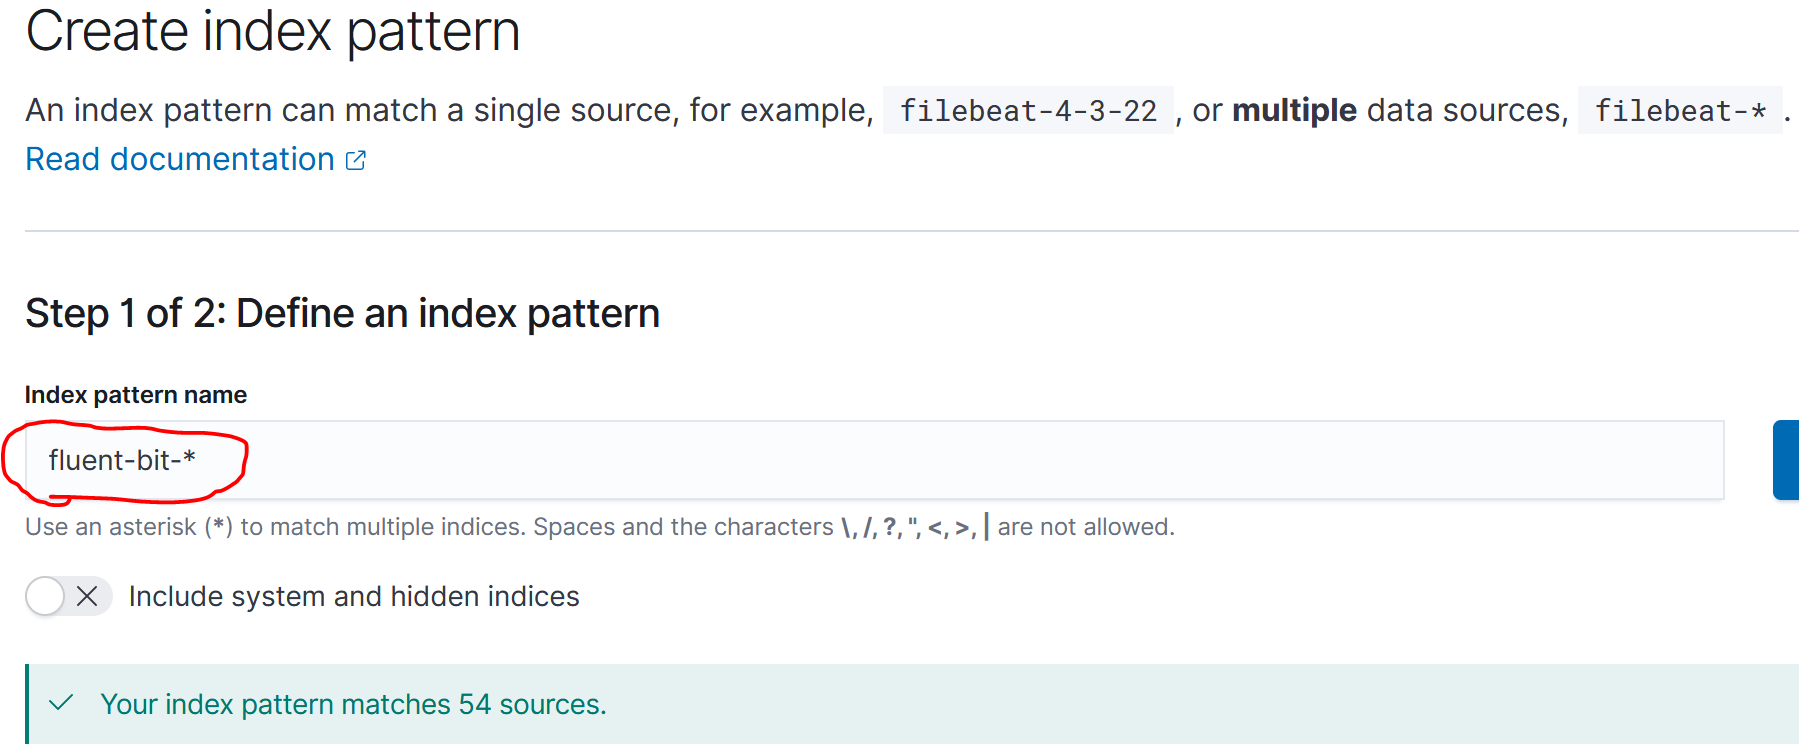 Create index pattern
An index pattern can match a single source, for example, filebeat-4-3-22 , or multiple data sources, filebeat-* .
Read documentation
Step 1 of 2: Define an index pattern
Index pattern name
fluent-bit-*
Use an asterisk (*) to match multiple indices. Spaces and the characters \, /, ?, ", <, >, | are not allowed.
Include system and hidden indices
Your index pattern matches 54 sources.